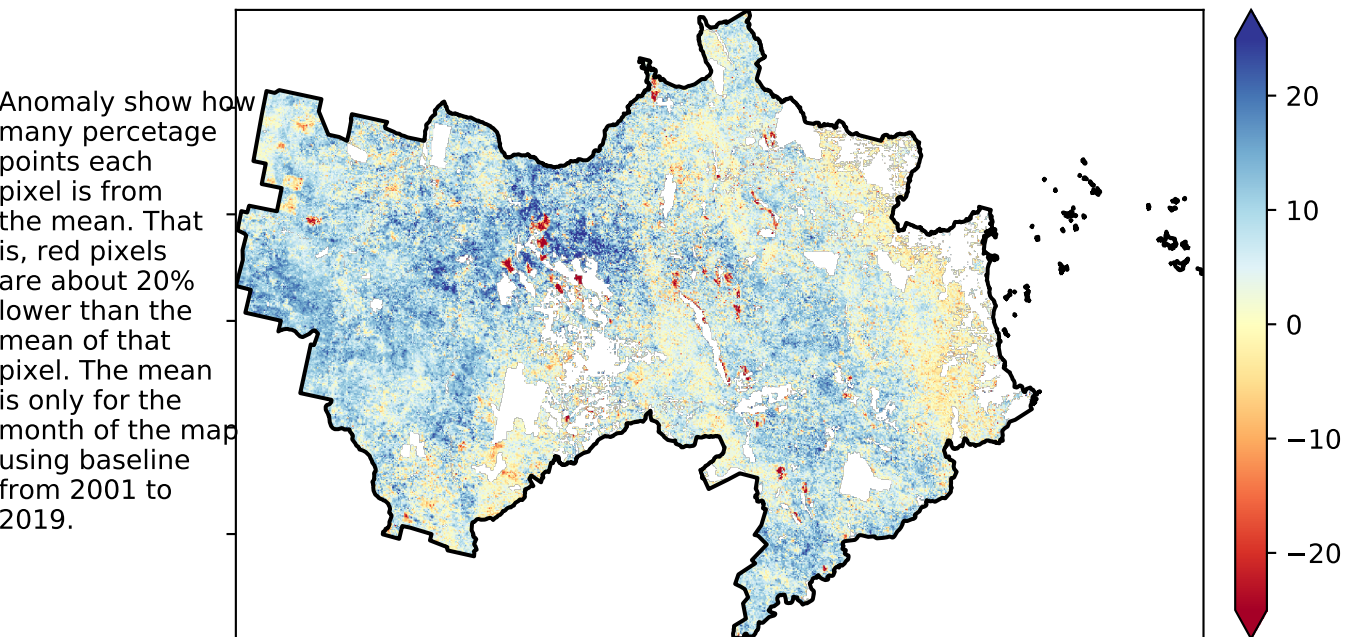 Anomaly show how
many percetage
points each
pixel is from
the mean. That
is, red pixels
are about 20%
lower than the
mean of that
pixel. The mean
is only for the
month of the map
using baseline
from 2001 to
2019.
20
10
0
−10
−20